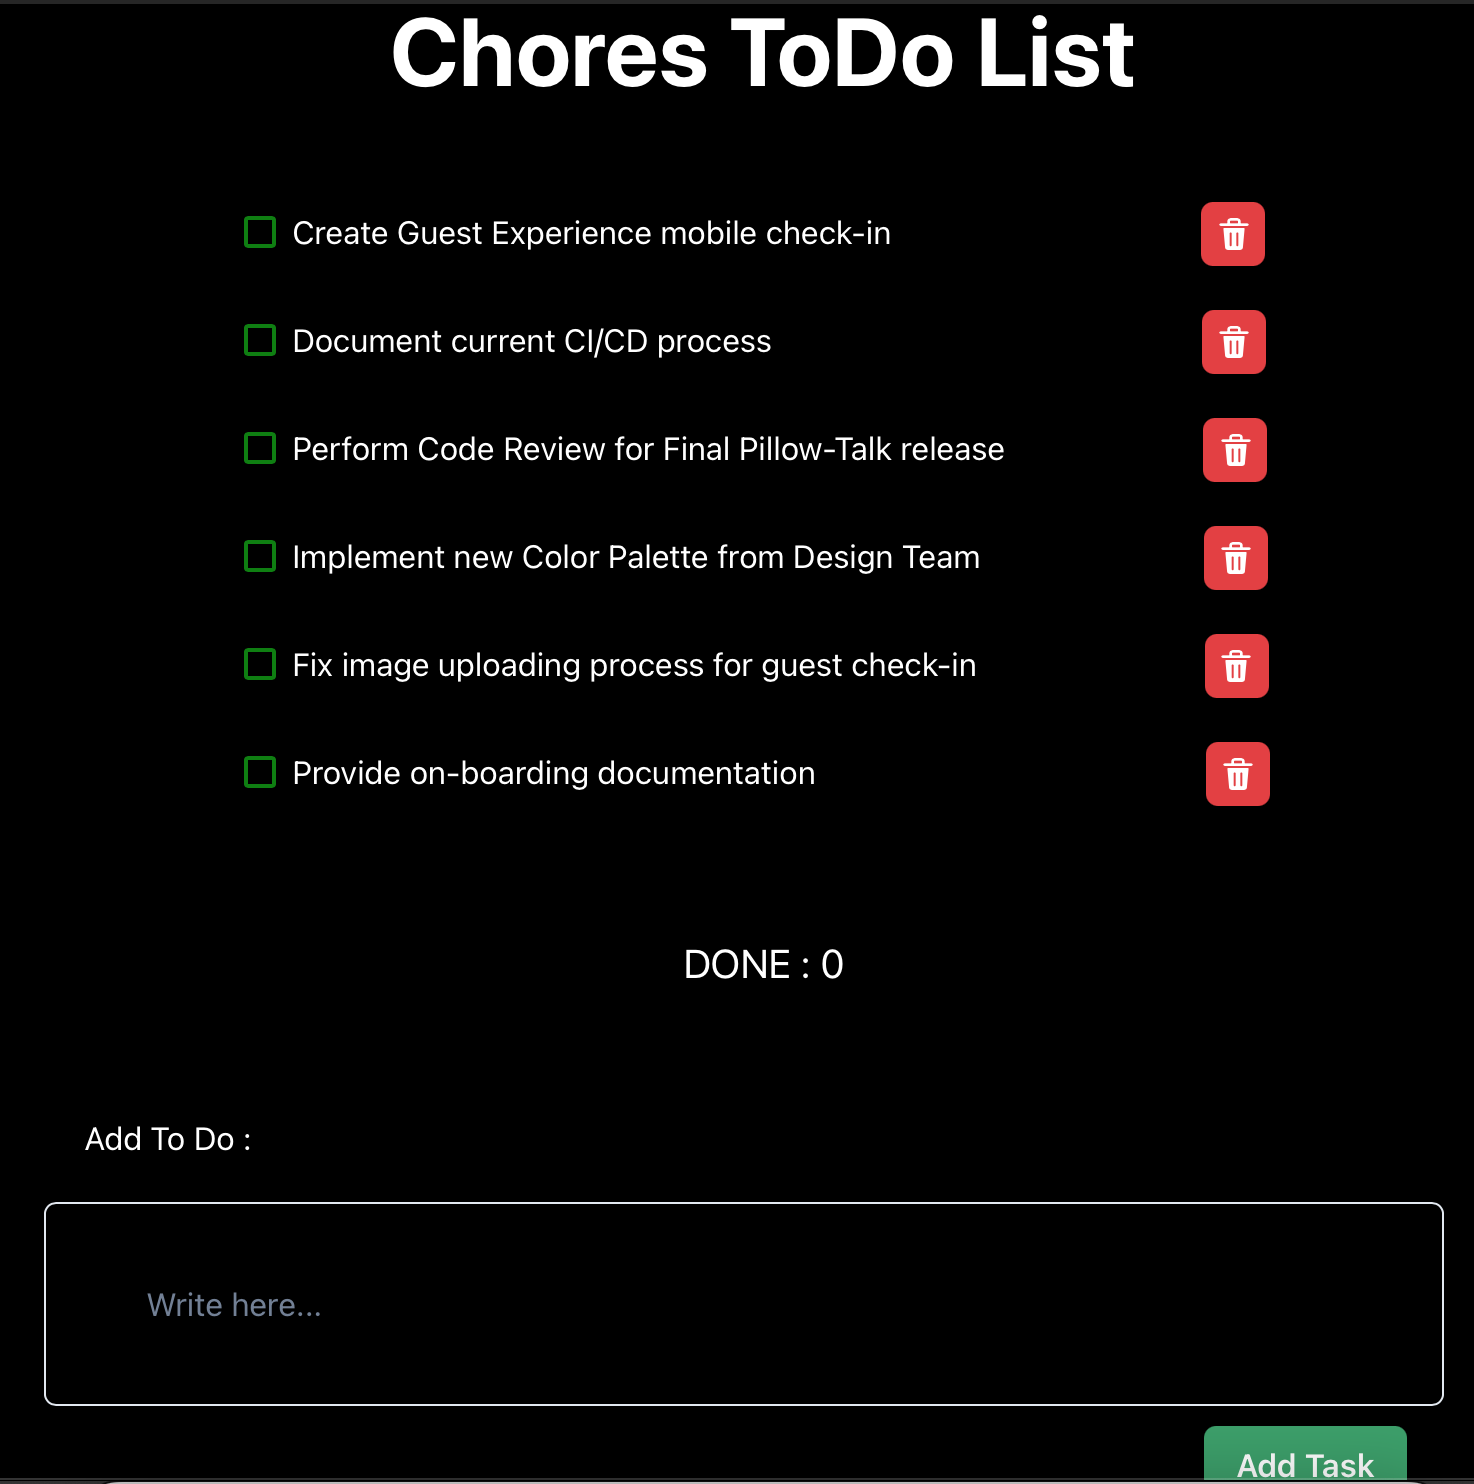 Chores ToDo List
Create Guest Experience mobile check-in
Document current CI/CD process
Perform Code Review for Final Pillow-Talk release
Implement new Color Palette from Design Team
Fix image uploading process for guest check-in
Provide on-boarding documentation
DONE : 0
Add To Do :
Write here...
Add Task